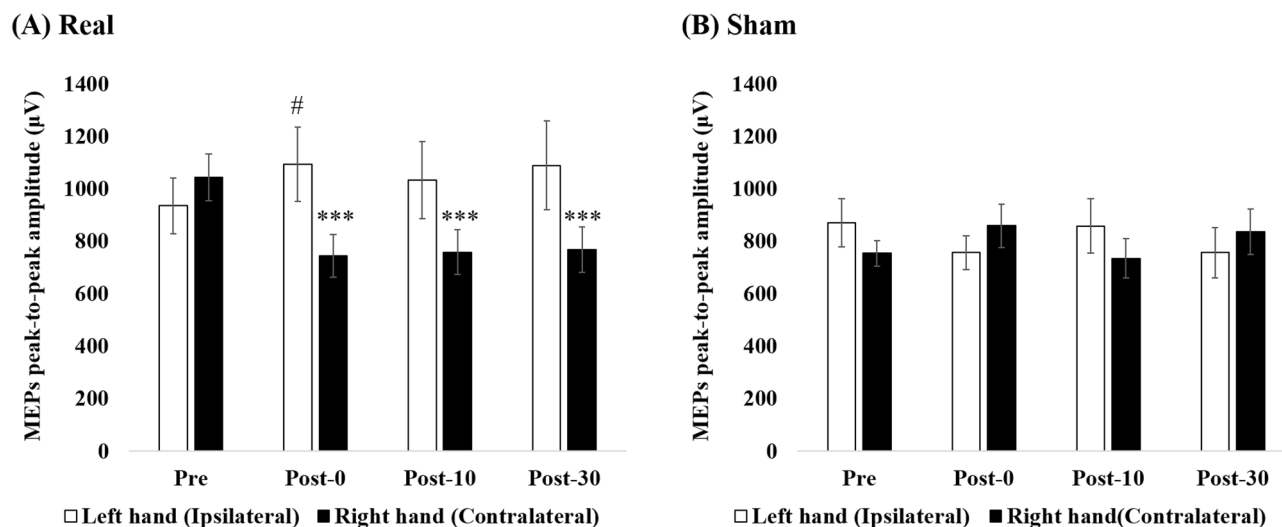 (A) Real
MEPs peak-to-peak amplitude (μV)
1400
1200
1000
800
600
400
200
0
#
***
***
***
Pre
Post-0
Post-10
Post-30
Left hand (Ipsilateral)
Right hand (Contralateral)
(B) Sham
MEPs peak-to-peak amplitude (μV)
1400
1200
1000
800
600
400
200
0
Pre
Post-0
Post-10
Post-30
Left hand (Ipsilateral)
Right hand(Contralateral)